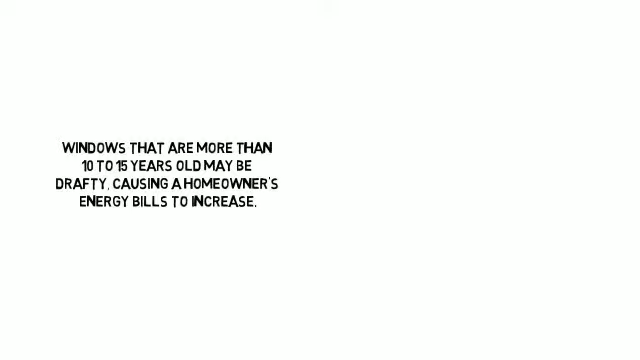 WINDOWS THAT ARE MORE THAN
10 TO 15 YEARS OLD MAY BE
DRAFTY, CAUSING A HOMEOWNER'S
ENERGY BILLS TO INCREASE.